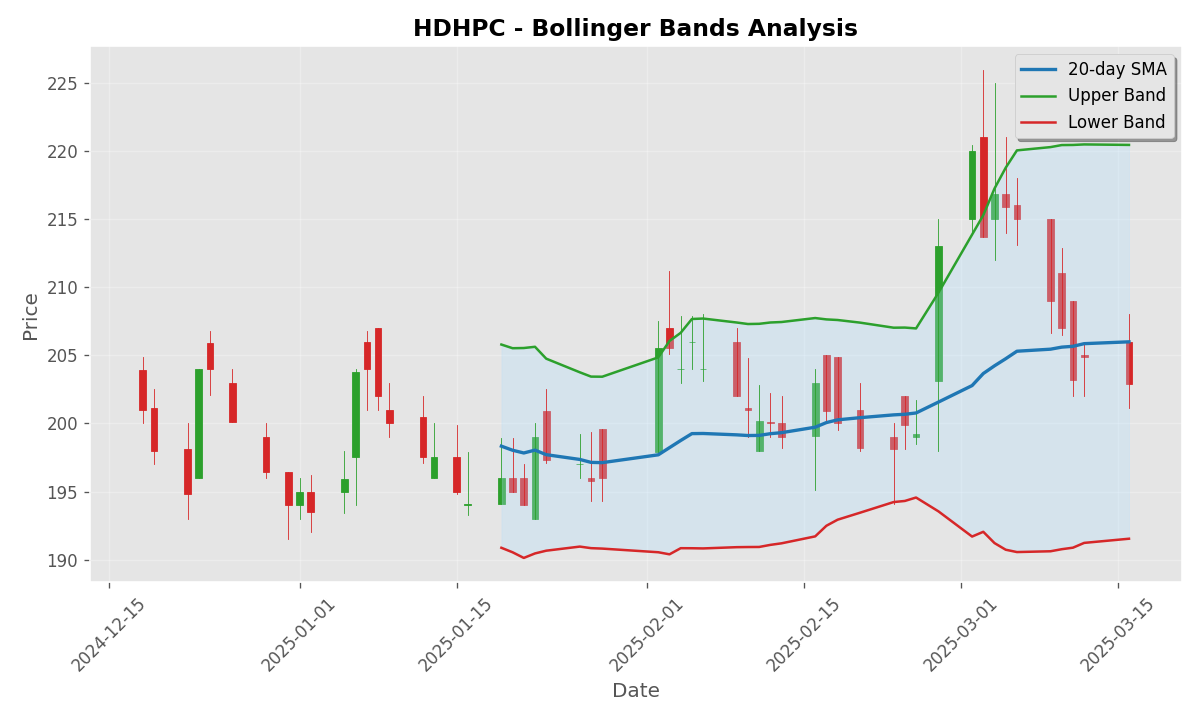 HDHPC - Bollinger Bands Analysis
20-day SMA
Upper Band
Lower Band
Price
225
220
215
210
205
200
195
190
2024-12-15
2025-01-01
2025-01-15
2025-02-01
2025-02-15
2025-03-01
2025-03-15
Date